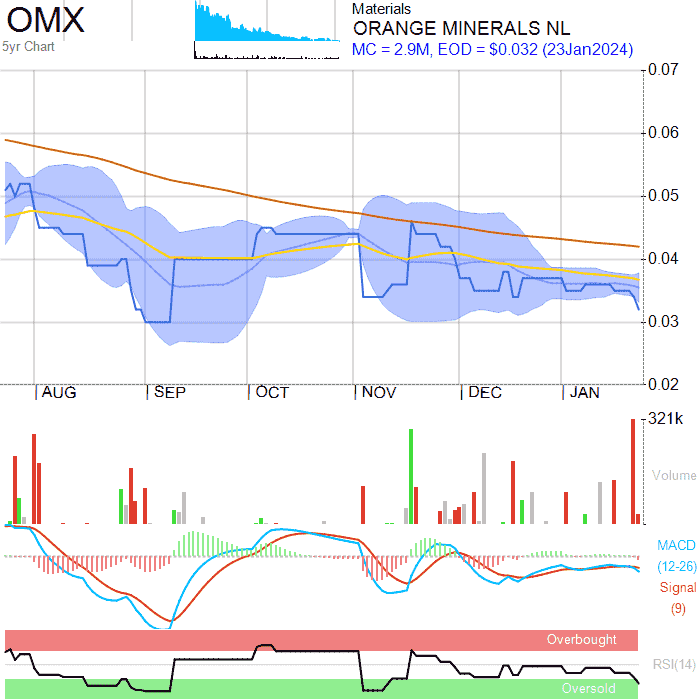 OMX
5yr Chart
Materials
ORANGE MINERALS NL
MC = 2.9M, EOD = $0.032 (23Jan2024)
0.07
0.06
0.05
0.04
0.03
0.02
AUG
SEP
OCT
NOV
DEC
JAN
321k
Volume
MACD
(12-26)
Signal
(9)
Overbought
RSI(14)
Oversold